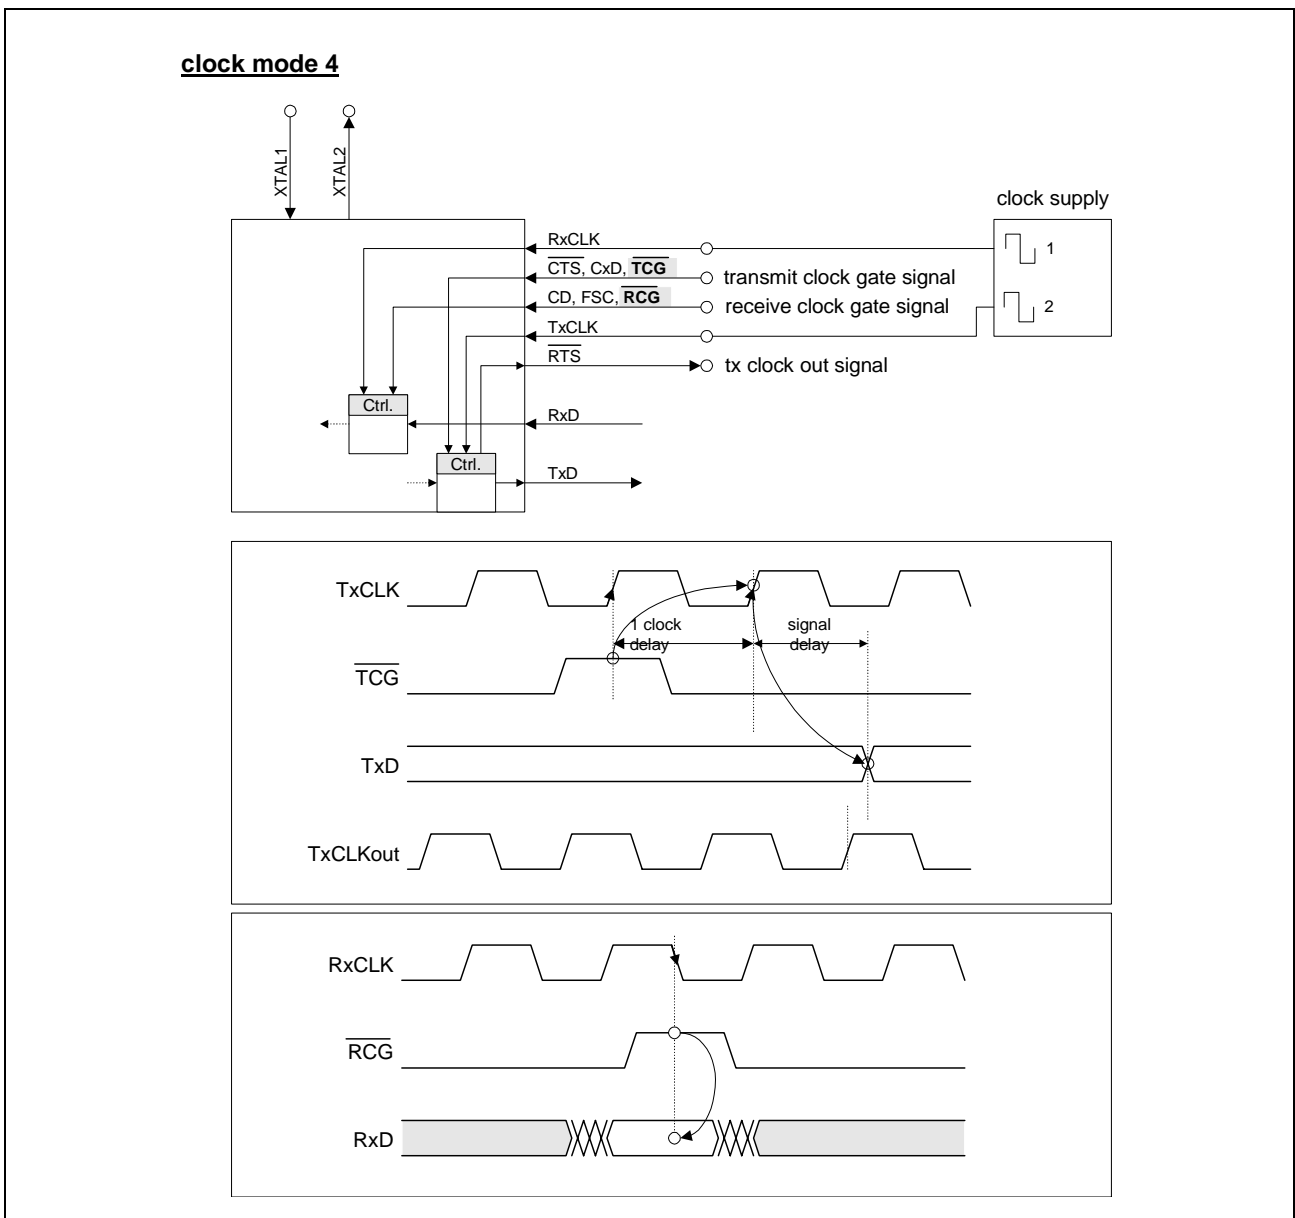 clock mode 4
XTAL1
XTAL2
clock supply
RxCLK
1
CTS, CxD, TCG
transmit clock gate signal
CD, FSC, RCG
receive clock gate signal
2
TxCLK
RTS
tx clock out signal
Ctrl.
RxD
Ctrl.
TxD
TxCLK
1 clock
delay
signal
delay
TCG
TxD
TxCLKout
RxCLK
RCG
RxD